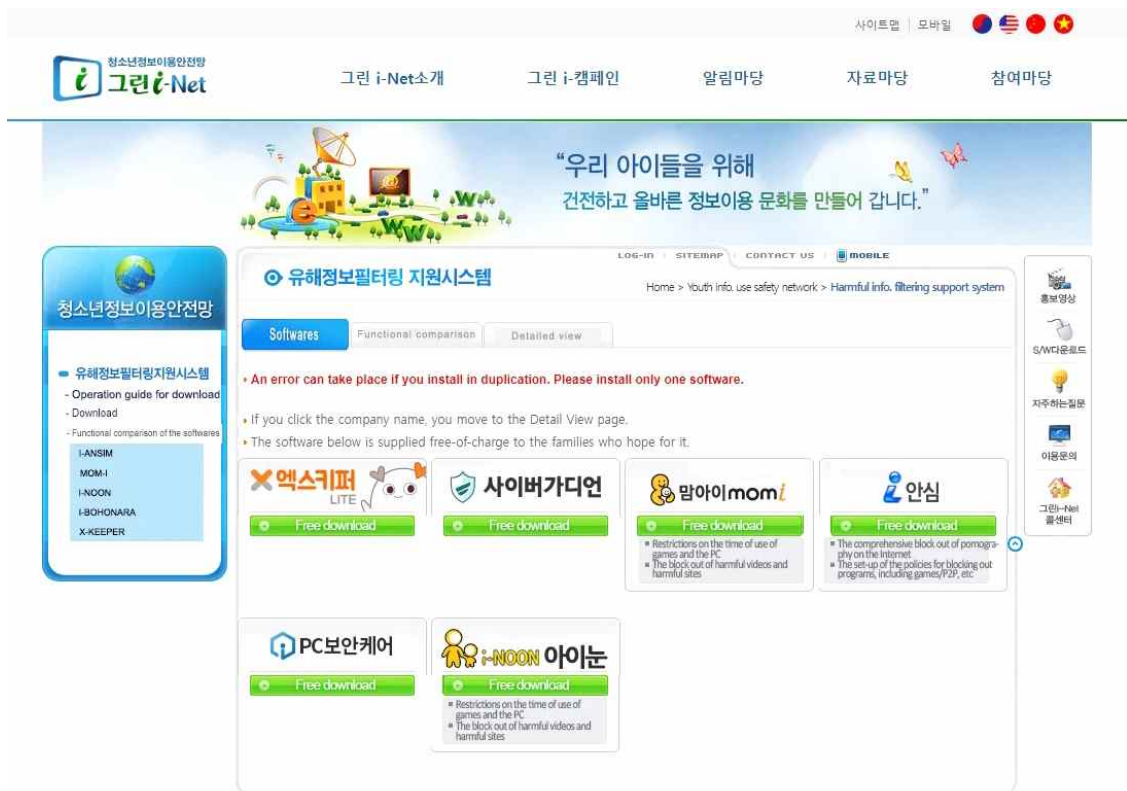 사이트맵 모바일
청소년정보이용안전망
그린 i-Net
그린 i-Net소개 그린 i-캠페인 알림마당 자료마당 참여마당
“우리 아이들을 위해
건전하고 올바른 정보이용 문화를 만들어 갑니다.”
LOG-IN SITEMAP CONTACT US MOBILE
유해정보필터링 지원시스템
Home > Youth info. use safety network > Harmful info. filtering support system
청소년정보이용안전망
유해정보필터링지원시스템
- Operation guide for download
- Download
- Functional comparison of the softwares
I-ANSIM
MOM-I
I-NOON
I-BOHONARA
X-KEEPER
Softwares Functional comparison Detailed view
An error can take place if you install in duplication. Please install only one software.
If you click the company name, you move to the Detail View page.
The software below is supplied free-of-charge to the families who hope for it.
엑스키퍼
LITE
Free download
사이버가디언
Free download
맘아이 momi
Free download
Restrictions on the time of use of
games and the PC
The block out of harmful videos and
harmful sites
i 안심
Free download
The comprehensive block out of pornogra-
phy on the Internet
The set-up of the policies for blocking out
programs, including games/P2P, etc
PC보안케어
Free download
i-NOON 아이눈
Free download
Restrictions on the time of use of
games and the PC
The block out of harmful videos and
harmful sites
홍보영상
S/W다운로드
자주하는질문
이용문의
그린i-Net
콜센터